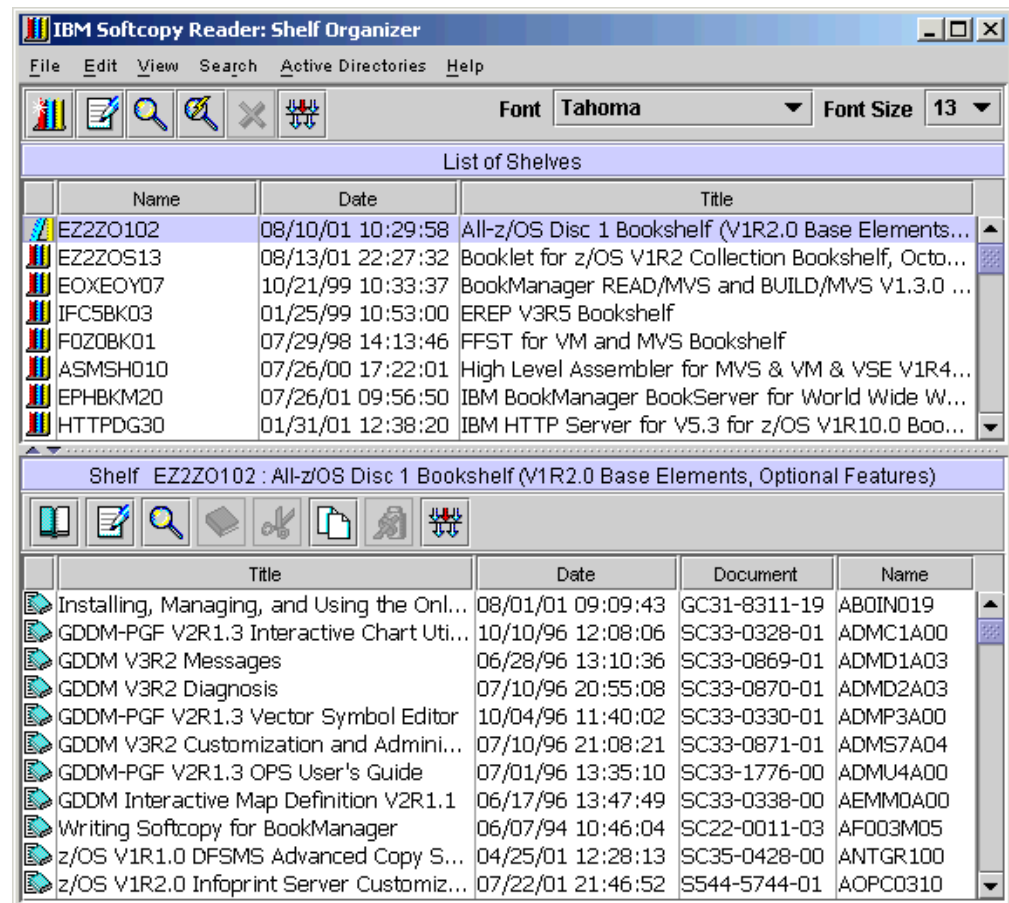 IBM Softcopy Reader: Shelf Organizer
File Edit View Search Active Directories Help
Font Tahoma Font Size 13
List of Shelves
Name Date Title
EZ2ZO102 08/10/01 10:29:58 All-z/OS Disc 1 Bookshelf (V1R2.0 Base Elements...
EZ2ZOS13 08/13/01 22:27:32 Booklet for z/OS V1R2 Collection Bookshelf, Octo...
EOXEOY07 10/21/99 10:33:37 BookManager READ/MVS and BUILD/MVS V1.3.0 ...
IFC5BK03 01/25/99 10:53:00 EREP V3R5 Bookshelf
F0Z0BK01 07/29/98 14:13:46 FFST for VM and MVS Bookshelf
ASMSH010 07/26/00 17:22:01 High Level Assembler for MVS & VM & VSE V1R4...
EPHBKM20 07/26/01 09:56:50 IBM BookManager BookServer for World Wide W...
HTTPDG30 01/31/01 12:38:20 IBM HTTP Server for V5.3 for z/OS V1R10.0 Boo...
Shelf EZ2ZO102 : All-z/OS Disc 1 Bookshelf (V1R2.0 Base Elements, Optional Features)
Title Date Document Name
Installing, Managing, and Using the Onl... 08/01/01 09:09:43 GC31-8311-19 AB0IN019
GDDM-PGF V2R1.3 Interactive Chart Uti... 10/10/96 12:08:06 SC33-0328-01 ADMC1A00
GDDM V3R2 Messages 06/28/96 13:10:36 SC33-0869-01 ADMD1A03
GDDM V3R2 Diagnosis 07/10/96 20:55:08 SC33-0870-01 ADMD2A03
GDDM-PGF V2R1.3 Vector Symbol Editor 10/04/96 11:40:02 SC33-0330-01 ADMP3A00
GDDM V3R2 Customization and Admini... 07/10/96 21:08:21 SC33-0871-01 ADMS7A04
GDDM-PGF V2R1.3 OPS User's Guide 07/01/96 13:35:10 SC33-1776-00 ADMU4A00
GDDM Interactive Map Definition V2R1.1 06/17/96 13:47:49 SC33-0338-00 AEMM0A00
Writing Softcopy for BookManager 06/07/94 10:46:04 SC22-0011-03 AF003M05
z/OS V1R1.0 DFSMS Advanced Copy S... 04/25/01 12:28:13 SC35-0428-00 ANTGR100
z/OS V1R2.0 Infoprint Server Customiz... 07/22/01 21:46:52 S544-5744-01 AOPC0310